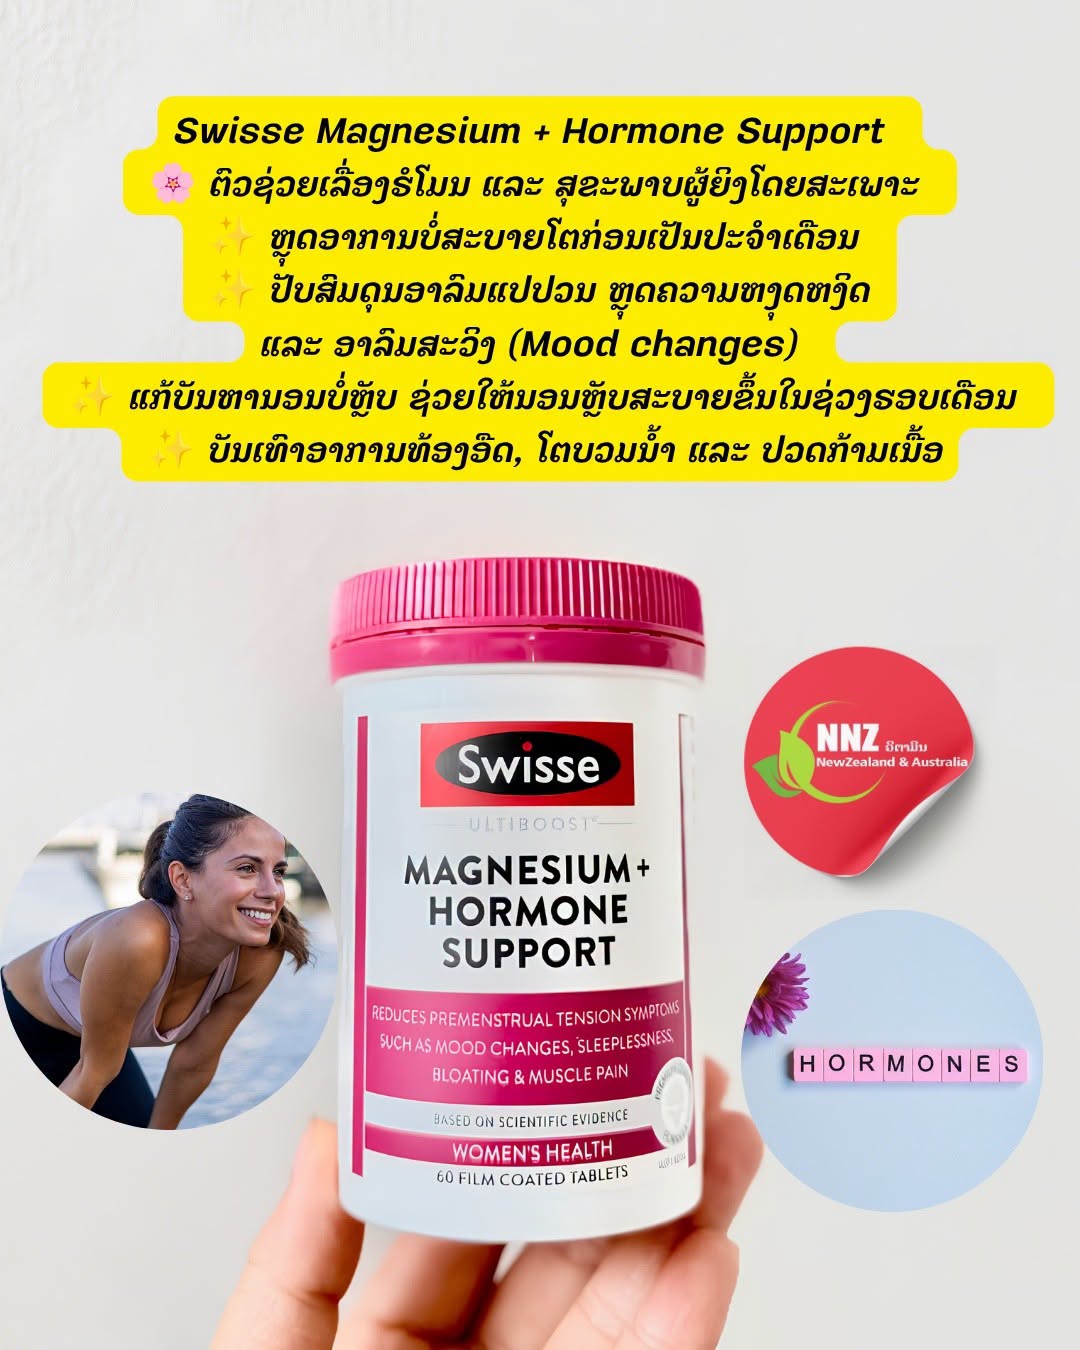 Swisse Magnesium + Hormone Support
🌸 ຕົວຊ່ວຍເລື່ອງຮໍໂມນ ແລະ ສຸຂະພາບຜູ້ຍິງໂດຍສະເພາະ
✨ ຫຼຸດອາການບໍ່ສະບາຍໂຕກ່ອນເປັນປະຈຳເດືອນ
✨ ປັບສົມດຸນອາລົມແປປວນ ຫຼຸດຄວາມຫງຸດຫງິດ
ແລະ ອາລົມສະວິງ (Mood changes)
✨ ແກ້ບັນຫານອນບໍ່ຫຼັບ ຊ່ວຍໃຫ້ນອນຫຼັບສະບາຍຂຶ້ນໃນຊ່ວງຮອບເດືອນ
✨ ບັນເທົາອາການທ້ອງອືດ, ໂຕບວມນ້ຳ ແລະ ປວດກ້າມເນື້ອ
NNZ ວິຕາມິນ
NewZealand & Australia
Swisse
ULTIBOOST
MAGNESIUM+
HORMONE
SUPPORT
REDUCES PREMENSTRUAL TENSION SYMPTOMS
SUCH AS MOOD CHANGES, SLEEPLESSNESS,
BLOATING & MUSCLE PAIN
BASED ON SCIENTIFIC EVIDENCE
WOMEN'S HEALTH
60 FILM COATED TABLETS
HORMONES